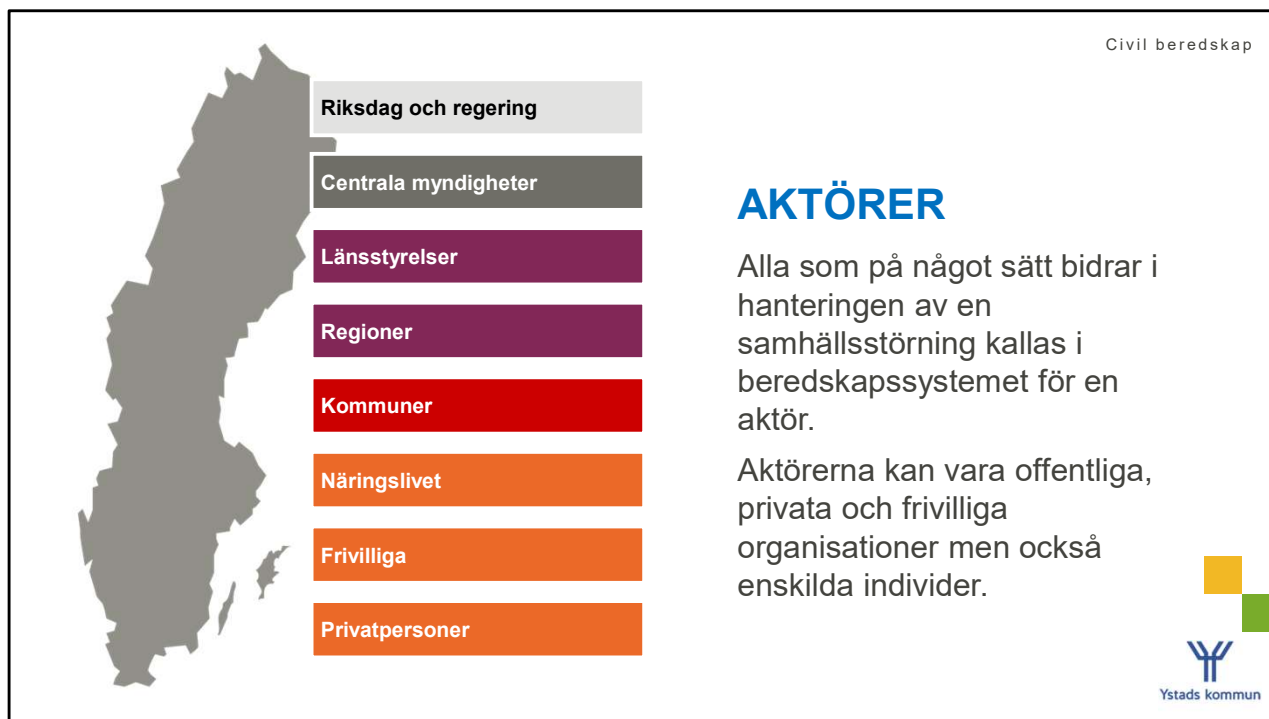 Civil beredskap
Riksdag och regering
Centrala myndigheter
Länsstyrelser
Regioner
Kommuner
Näringslivet
Frivilliga
Privatpersoner
AKTÖRER
Alla som på något sätt bidrar i
hanteringen av en
samhällsstörning kallas i
beredskapssystemet för en
aktör.
Aktörerna kan vara offentliga,
privata och frivilliga
organisationer men också
enskilda individer.
Ystads kommun